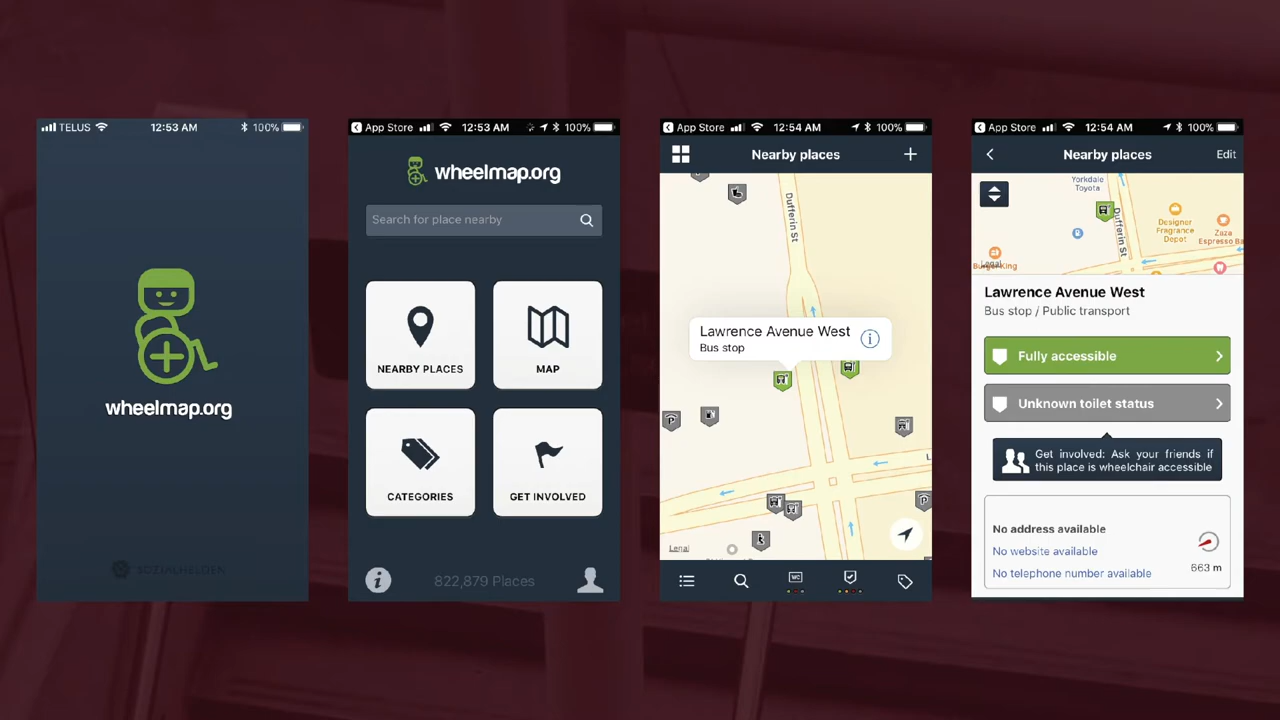 TELUS 12:53 AM 100%
wheelmap.org
SOZIALHELDEN
App Store 12:53 AM 100%
wheelmap.org
Search for place nearby
NEARBY PLACES
MAP
CATEGORIES
GET INVOLVED
822,879 Places
App Store 12:54 AM 100%
Nearby places
Dufferin St
Lawrence Avenue West
Bus stop
Legal
WC
App Store 12:54 AM 100%
Nearby places Edit
Yorkdale
Toyota
Dufferin St
Designer
Fragrance
Depot
Zaza
Espresso Ba
Legal
Burger King
Lawrence Avenue West
Bus stop / Public transport
Fully accessible
Unknown toilet status
Get involved: Ask your friends if
this place is wheelchair accessible
No address available
No website available
No telephone number available
663 m